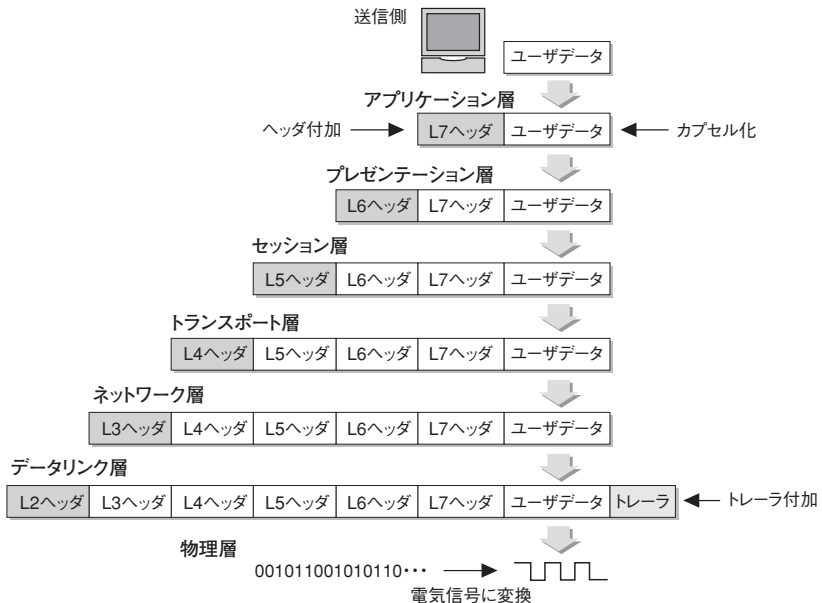 送信側
ユーザデータ
アプリケーション層
ヘッダ付加 L7ヘッダ ユーザデータ カプセル化
プレゼンテーション層
L6ヘッダ L7ヘッダ ユーザデータ
セッション層
L5ヘッダ L6ヘッダ L7ヘッダ ユーザデータ
トランスポート層
L4ヘッダ L5ヘッダ L6ヘッダ L7ヘッダ ユーザデータ
ネットワーク層
L3ヘッダ L4ヘッダ L5ヘッダ L6ヘッダ L7ヘッダ ユーザデータ
データリンク層
L2ヘッダ L3ヘッダ L4ヘッダ L5ヘッダ L6ヘッダ L7ヘッダ ユーザデータ トレーラ トレーラ付加
物理層
001011001010110･･･
電気信号に変換